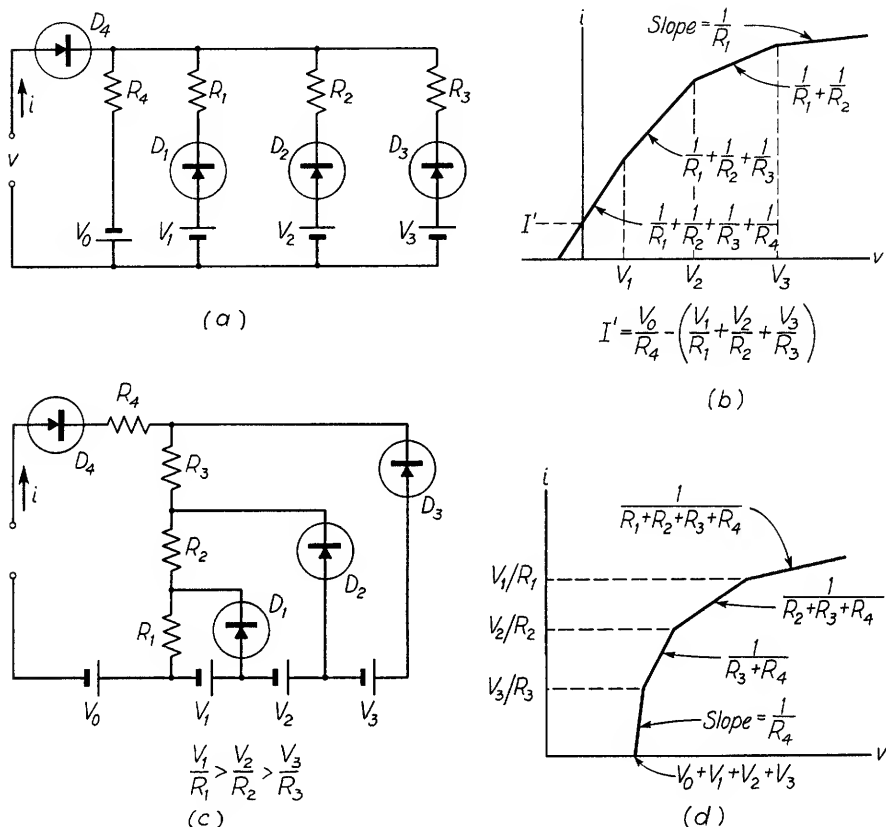 D₄
i
v
R₄ R₁ R₂ R₃
D₁ D₂ D₃
V₀ V₁ V₂ V₃
(a)
i
Slope = 1/R₁
1/R₁ + 1/R₂
1/R₁ + 1/R₂ + 1/R₃
1/R₁ + 1/R₂ + 1/R₃ + 1/R₄
I'
V₁ V₂ V₃ v
I' = V₀/R₄ - (V₁/R₁ + V₂/R₂ + V₃/R₃)
(b)
R₄
D₄
i
R₃
D₃
R₂
D₂
R₁
D₁
V₀ V₁ V₂ V₃
V₁/R₁ > V₂/R₂ > V₃/R₃
(c)
i
1/(R₁+R₂+R₃+R₄)
V₁/R₁
1/(R₂+R₃+R₄)
V₂/R₂
1/(R₃+R₄)
V₃/R₃
Slope = 1/R₄
v
V₀+V₁+V₂+V₃
(d)